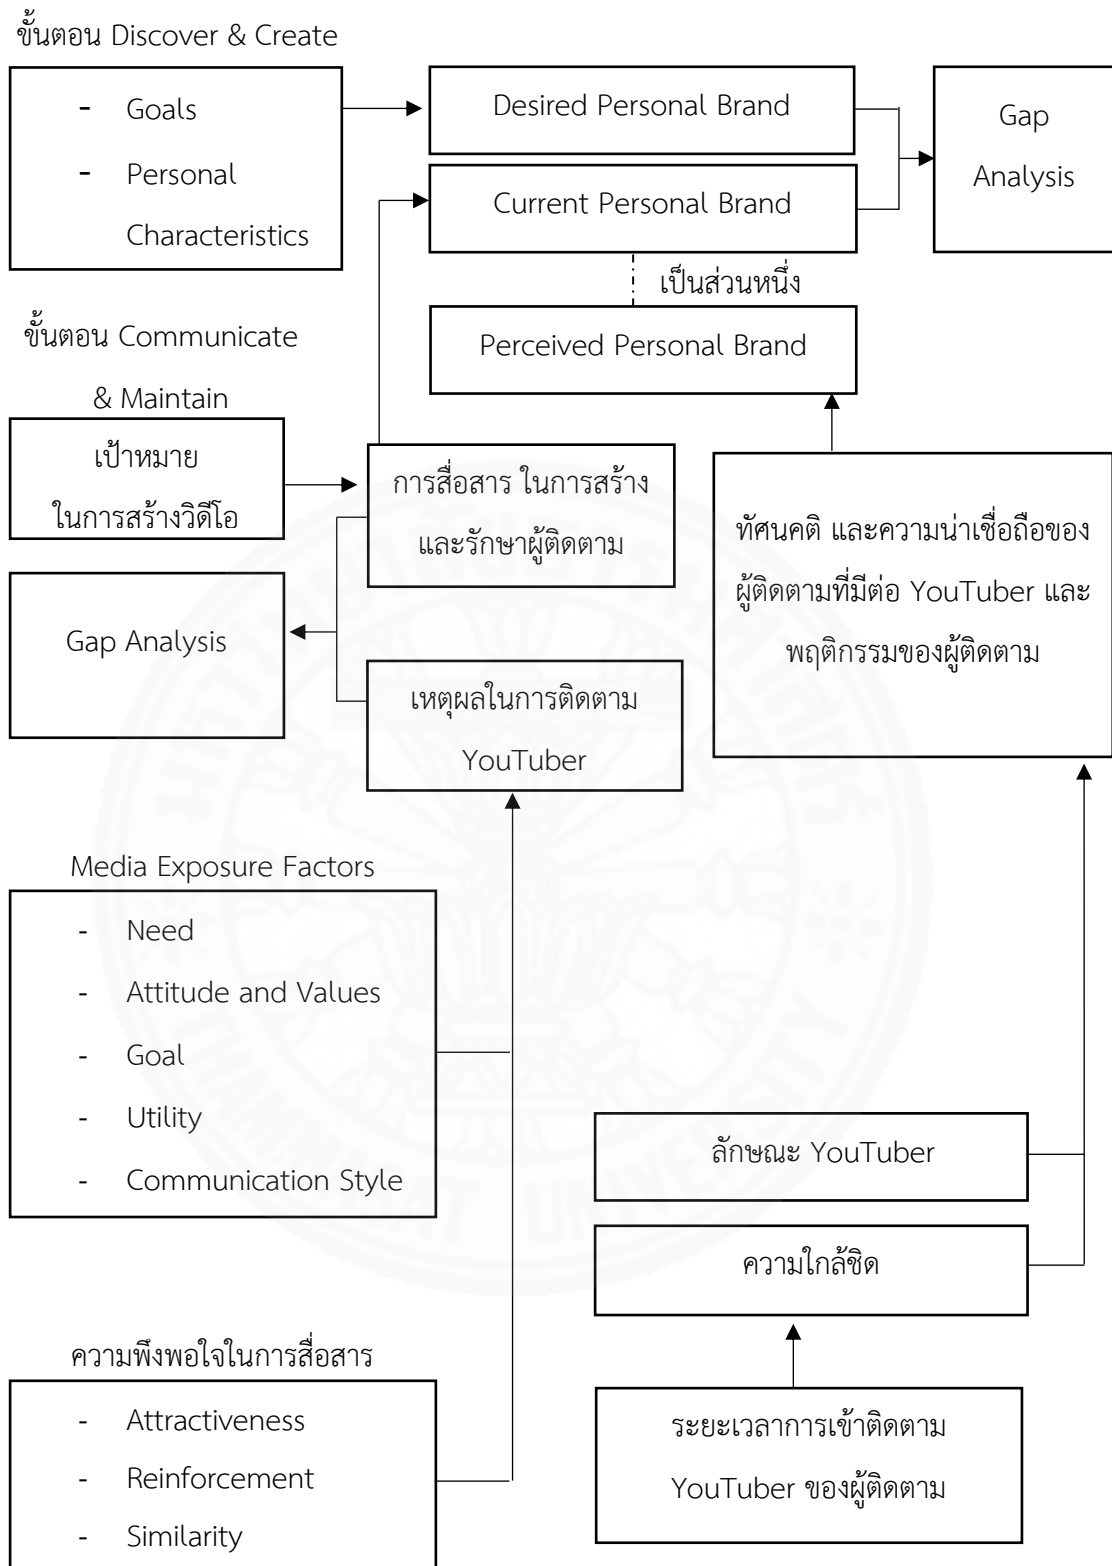 ขั้นตอน Discover & Create
- Goals
- Personal
Characteristics
Desired Personal Brand
Current Personal Brand
Gap
Analysis
เป็นส่วนหนึ่ง
Perceived Personal Brand
ขั้นตอน Communicate
& Maintain
เป้าหมาย
ในการสร้างวิดีโอ
การสื่อสาร ในการสร้าง
และรักษาผู้ติดตาม
ทัศนคติ และความน่าเชื่อถือของ
ผู้ติดตามที่มีต่อ YouTuber และ
พฤติกรรมของผู้ติดตาม
Gap Analysis
เหตุผลในการติดตาม
YouTuber
Media Exposure Factors
- Need
- Attitude and Values
- Goal
- Utility
- Communication Style
ลักษณะ YouTuber
ความใกล้ชิด
ระยะเวลาการเข้าติดตาม
YouTuber ของผู้ติดตาม
ความพึงพอใจในการสื่อสาร
- Attractiveness
- Reinforcement
- Similarity
THAMMASAT UNIVERSITY